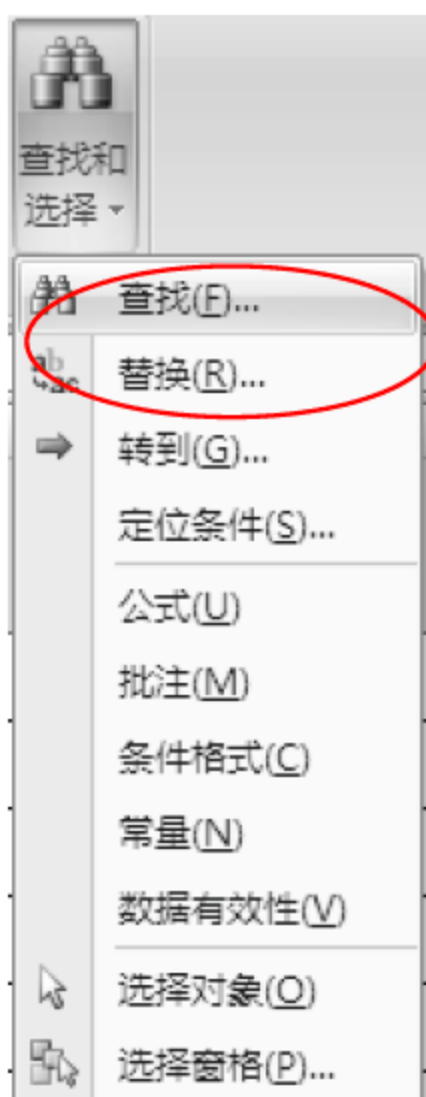 查找和
选择
查找(F)...
替换(R)...
转到(G)...
定位条件(S)...
公式(U)
批注(M)
条件格式(C)
常量(N)
数据有效性(V)
选择对象(O)
选择窗格(P)...